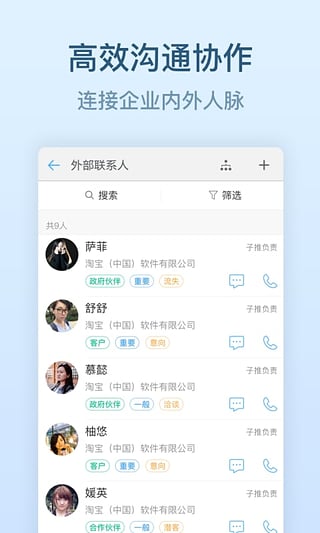 高效沟通协作
连接企业内外人脉
外部联系人
搜索 筛选
共9人
萨菲 子推负责
淘宝（中国）软件有限公司
政府伙伴 重要 流失
舒舒 子推负责
淘宝（中国）软件有限公司
客户 重要 意向
慕懿 子推负责
淘宝（中国）软件有限公司
政府伙伴 一般 洽谈
柚悠 子推负责
淘宝（中国）软件有限公司
客户 重要 意向
媛英 子推负责
淘宝（中国）软件有限公司
合作伙伴 一般 潜客